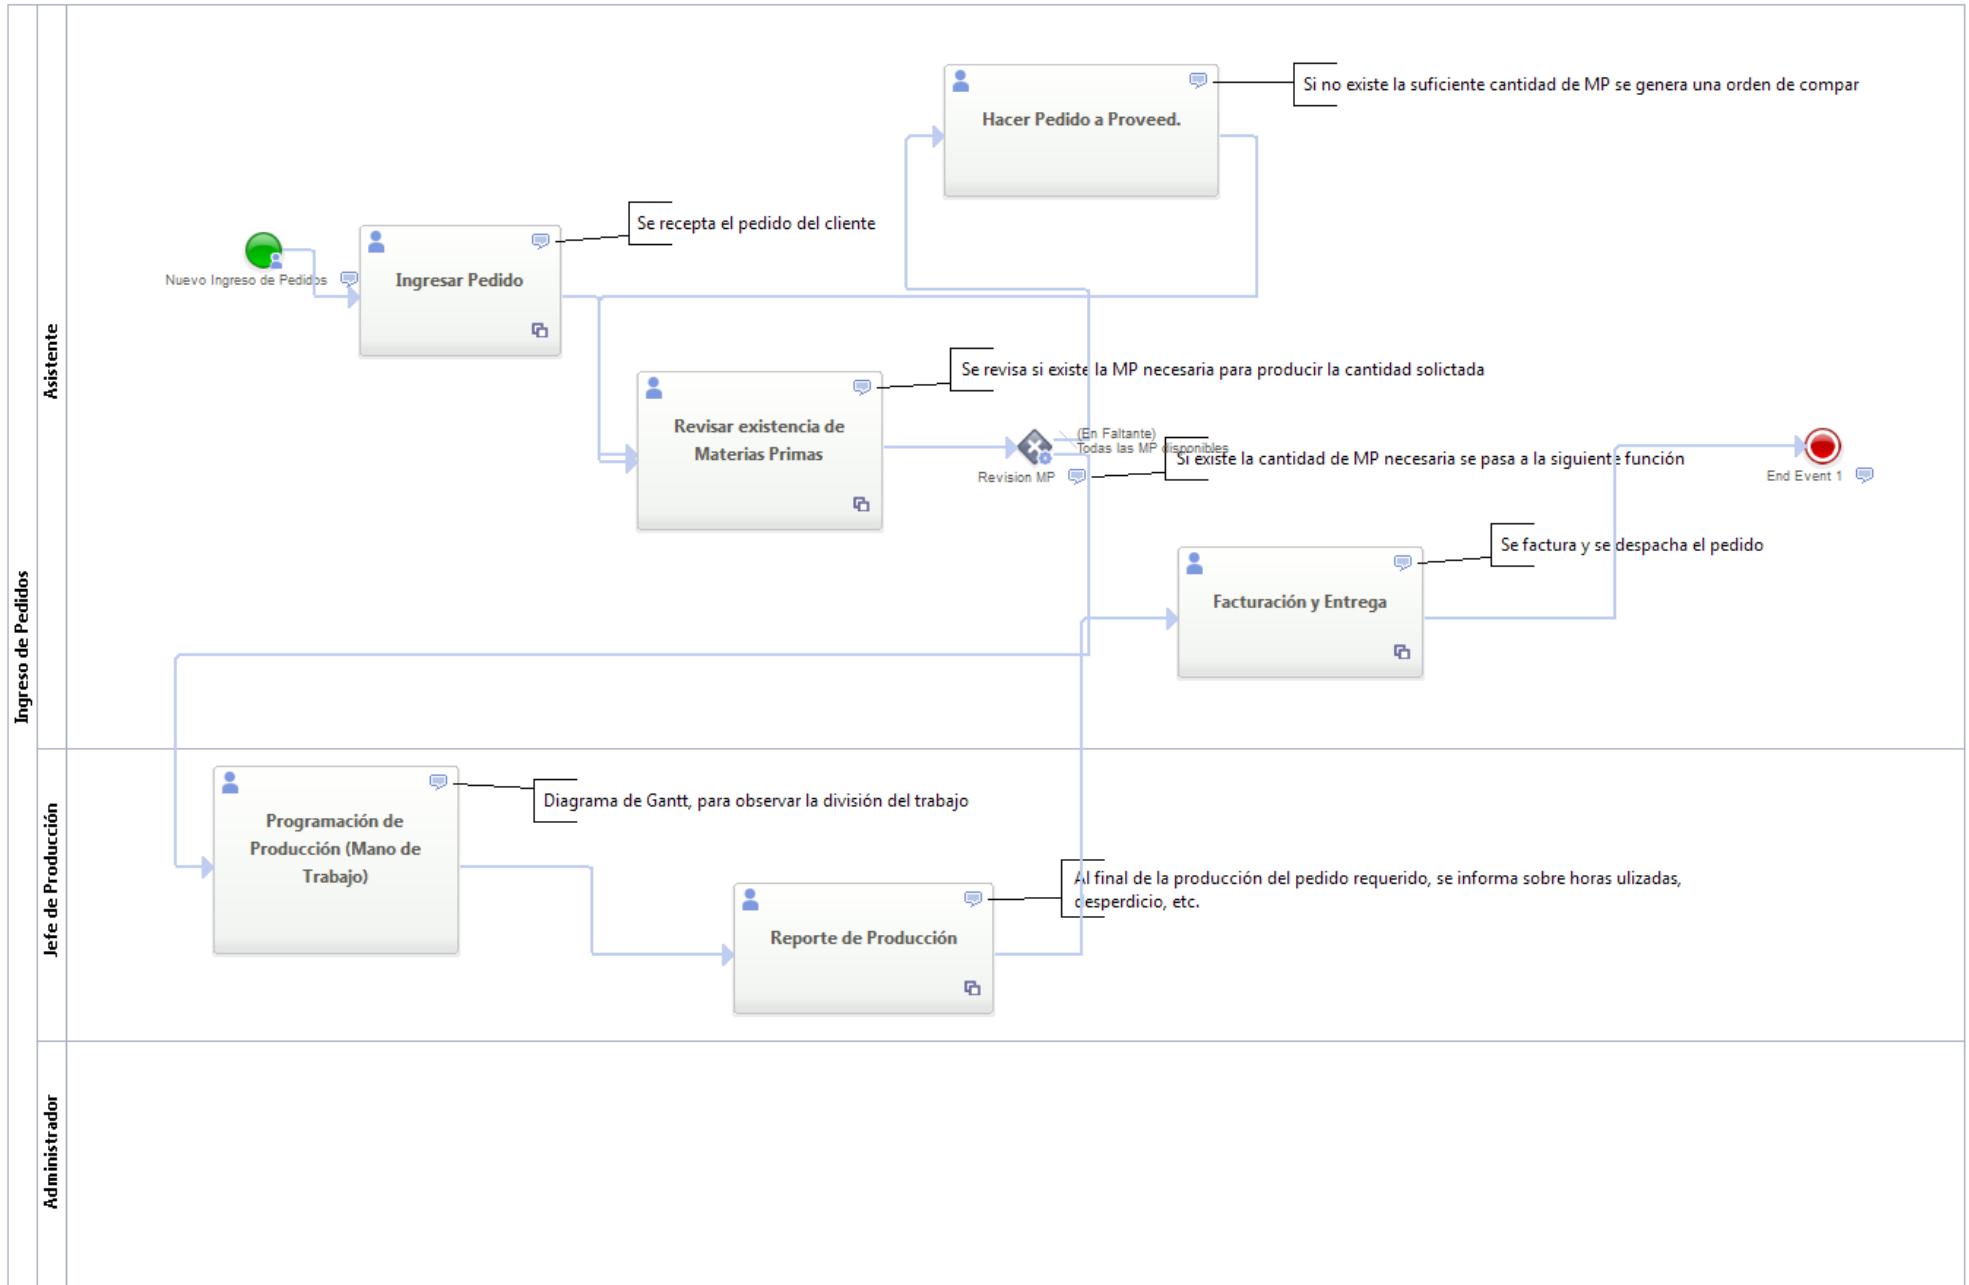 Ingreso de Pedidos
Asistente
Hacer Pedido a Proveed.
Si no existe la suficiente cantidad de MP se genera una orden de compar
Nuevo Ingreso de Pedidos
Ingresar Pedido
Se recepta el pedido del cliente
Revisar existencia de
Materias Primas
Se revisa si existe la MP necesaria para producir la cantidad solictada
(En Faltante)
Todas las MP disponibles
Revision MP
Si existe la cantidad de MP necesaria se pasa a la siguiente función
End Event 1
Facturación y Entrega
Se factura y se despacha el pedido
Jefe de Producción
Programación de
Producción (Mano de
Trabajo)
Diagrama de Gantt, para observar la división del trabajo
Reporte de Producción
Al final de la producción del pedido requerido, se informa sobre horas ulizadas,
desperdicio, etc.
Administrador